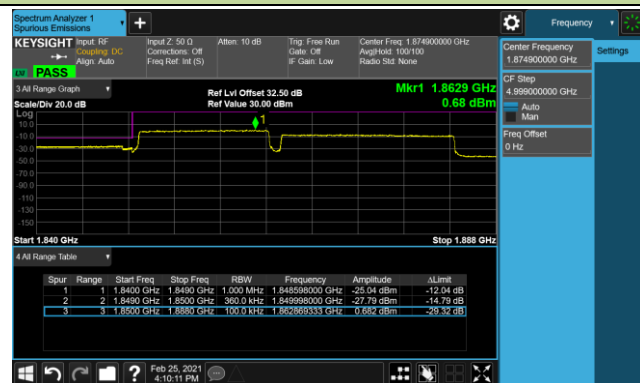 Spectrum Analyzer 1
Spurious Emissions
+
Frequency
KEYSIGHT Input: RF Input Z: 50 Ω Atten: 10 dB Trig: Free Run Center Freq: 1.874900000 GHz
Coupling: DC Corrections: Off Gate: Off Avg|Hold: 100/100
Align: Auto Freq Ref: Int (S) IF Gain: Low Radio Std: None
PASS
Center Frequency
1.874900000 GHz
Settings
CF Step
4.999000000 GHz
Auto
Man
Freq Offset
0 Hz
3 All Range Graph
Ref Lvl Offset 32.50 dB
Mkr1 1.8629 GHz
Scale/Div 20.0 dB Ref Value 30.00 dBm 0.68 dBm
Log
10.0
-10.0
-30.0
-50.0
-70.0
-90.0
-110
-130
-150
1
Start 1.840 GHz Stop 1.888 GHz
4 All Range Table
Spur Range Start Freq Stop Freq RBW Frequency Amplitude ΔLimit
1 1 1.8400 GHz 1.8490 GHz 1.000 MHz 1.848598000 GHz -25.04 dBm -12.04 dB
2 2 1.8490 GHz 1.8500 GHz 360.0 kHz 1.849998000 GHz -27.79 dBm -14.79 dB
3 3 1.8500 GHz 1.8880 GHz 100.0 kHz 1.862869333 GHz 0.682 dBm -29.32 dB
?
Feb 25, 2021
4:10:11 PM